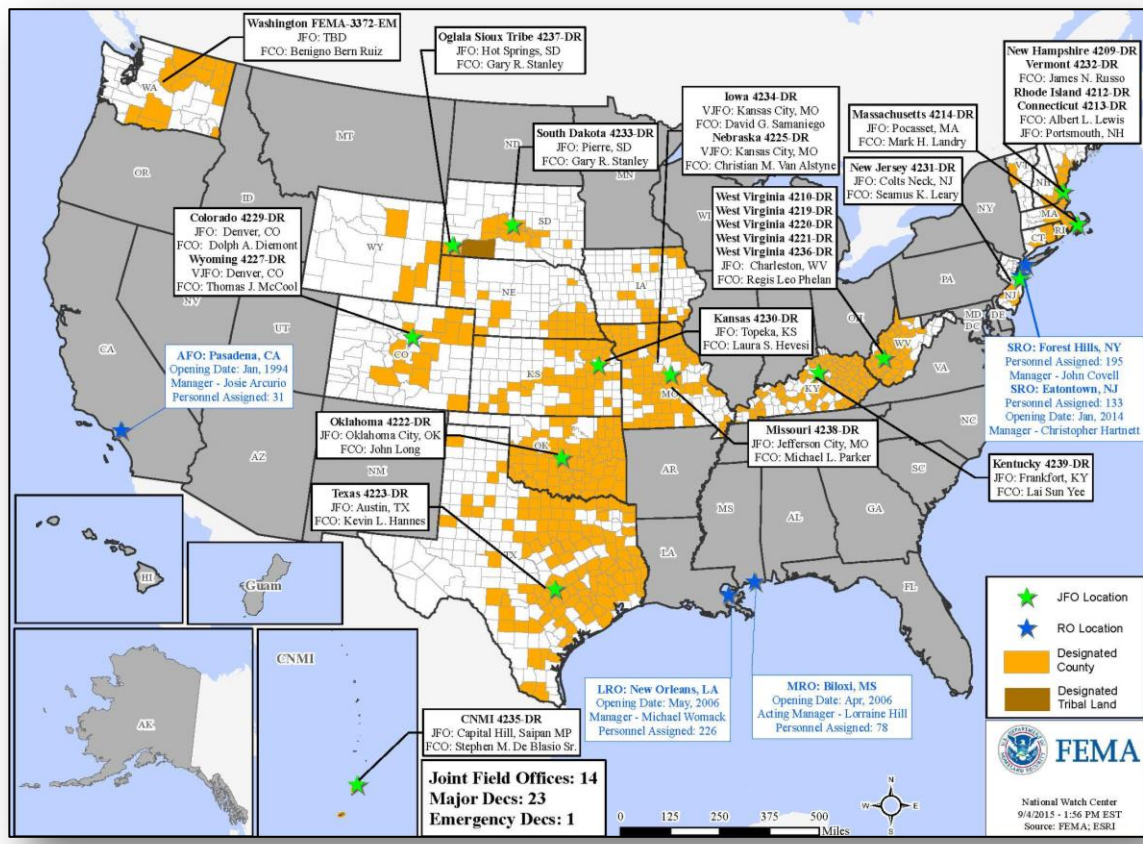 Washington FEMA-3372-EM
JFO: TBD
FCO: Benigno Bern Ruiz
Oglala Sioux Tribe 4237-DR
JFO: Hot Springs, SD
FCO: Gary R. Stanley
South Dakota 4233-DR
JFO: Pierre, SD
FCO: Gary R. Stanley
Iowa 4234-DR
VJFO: Kansas City, MO
FCO: David G. Samaniego
Nebraska 4225-DR
VJFO: Kansas City, MO
FCO: Christian M. Van Alstyne
Massachusetts 4214-DR
JFO: Pocasset, MA
FCO: Mark H. Landry
New Hampshire 4209-DR
Vermont 4232-DR
FCO: James N. Russo
Rhode Island 4212-DR
Connecticut 4213-DR
FCO: Albert L. Lewis
JFO: Portsmouth, NH
New Jersey 4231-DR
JFO: Colts Neck, NJ
FCO: Seamus K. Leary
West Virginia 4210-DR
West Virginia 4219-DR
West Virginia 4220-DR
West Virginia 4221-DR
West Virginia 4236-DR
JFO: Charleston, WV
FCO: Regis Leo Phelan
Colorado 4229-DR
JFO: Denver, CO
FCO: Dolph A. Diemont
Wyoming 4227-DR
VJFO: Denver, CO
FCO: Thomas J. McCool
Kansas 4230-DR
JFO: Topeka, KS
FCO: Laura S. Hevesi
AFO: Pasadena, CA
Opening Date: Jan, 1994
Manager - Josie Arcurio
Personnel Assigned: 31
SRO: Forest Hills, NY
Personnel Assigned: 195
Manager - John Covell
SRO: Eatontown, NJ
Personnel Assigned: 133
Opening Date: Jan, 2014
Manager - Christopher Hartnett
Oklahoma 4222-DR
JFO: Oklahoma City, OK
FCO: John Long
Missouri 4238-DR
JFO: Jefferson City, MO
FCO: Michael L. Parker
Kentucky 4239-DR
JFO: Frankfort, KY
FCO: Lai Sun Yee
Texas 4223-DR
JFO: Austin, TX
FCO: Kevin L. Hannes
LRO: New Orleans, LA
Opening Date: May, 2006
Manager - Michael Womack
Personnel Assigned: 226
MRO: Biloxi, MS
Opening Date: Apr, 2006
Acting Manager - Lorraine Hill
Personnel Assigned: 78
CNMI 4235-DR
JFO: Capital Hill, Saipan MP
FCO: Stephen M. De Blasio Sr.
WA
OR
CA
NV
ID
MT
WY
UT
AZ
CO
NM
ND
SD
NE
KS
OK
TX
MN
IA
MO
AR
LA
WI
MS
AL
GA
FL
SC
NC
VA
WV
KY
OH
PA
NY
NJ
MD
DE
DC
VT
NH
MA
CT
RI
HI
Guam
AK
CNMI
Joint Field Offices: 14
Major Decs: 23
Emergency Decs: 1
0 100 200 300 400 500
Miles
N
W
E
S
JFO Location
RO Location
Designated
County
Designated
Tribal Land
FEMA
National Watch Center
9/4/2015 - 1:56 PM EST
Source: FEMA; ESRI